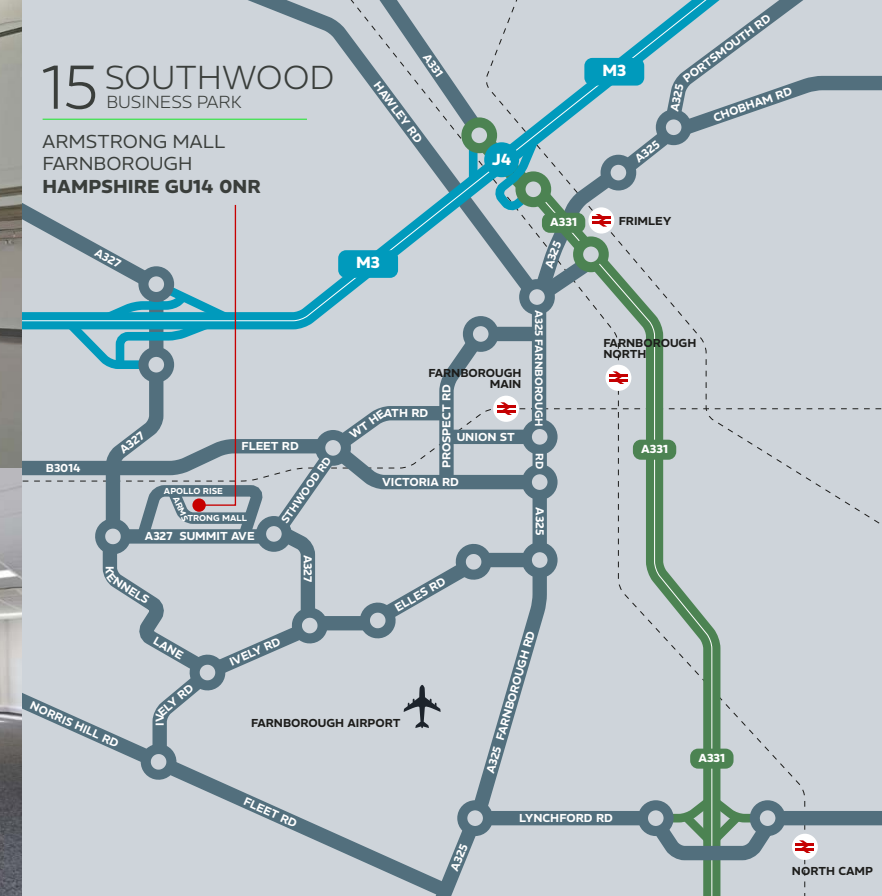 15 SOUTHWOOD
BUSINESS PARK
ARMSTRONG MALL
FARNBOROUGH
HAMPSHIRE GU14 0NR
A331
HAWLEY RD
M3
A325 PORTSMOUTH RD
CHOBHAM RD
A325
J4
A331
FRIMLEY
A325
A327
M3
A325 FARNBOROUGH RD
FARNBOROUGH
NORTH
FARNBOROUGH
MAIN
PROSPECT RD
WT HEATH RD
UNION ST
A327
FLEET RD
A331
B3014
VICTORIA RD
STHWOOD RD
APOLLO RISE
ARMSTRONG MALL
A327 SUMMIT AVE
A325
A327
KENNELS
LANE
ELLES RD
IVELY RD
IVELY RD
A325 FARNBOROUGH RD
NORRIS HILL RD
FARNBOROUGH AIRPORT
A331
FLEET RD
LYNCHFORD RD
A325
NORTH CAMP